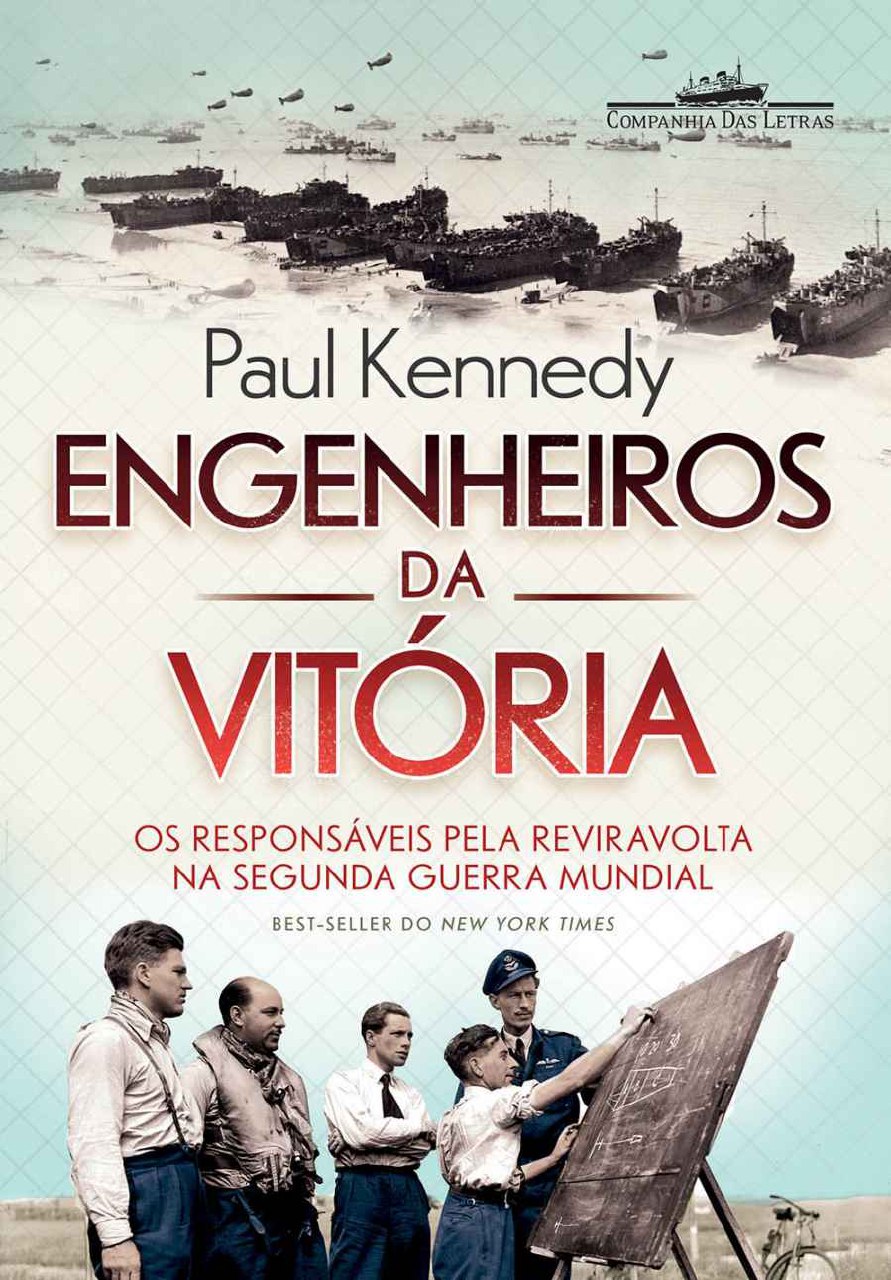 COMPANHIA DAS LETRAS
Paul Kennedy
ENGENHEIROS
DA
VITÓRIA
OS RESPONSÁVEIS PELA REVIRAVOLTA
NA SEGUNDA GUERRA MUNDIAL
BEST-SELLER DO NEW YORK TIMES